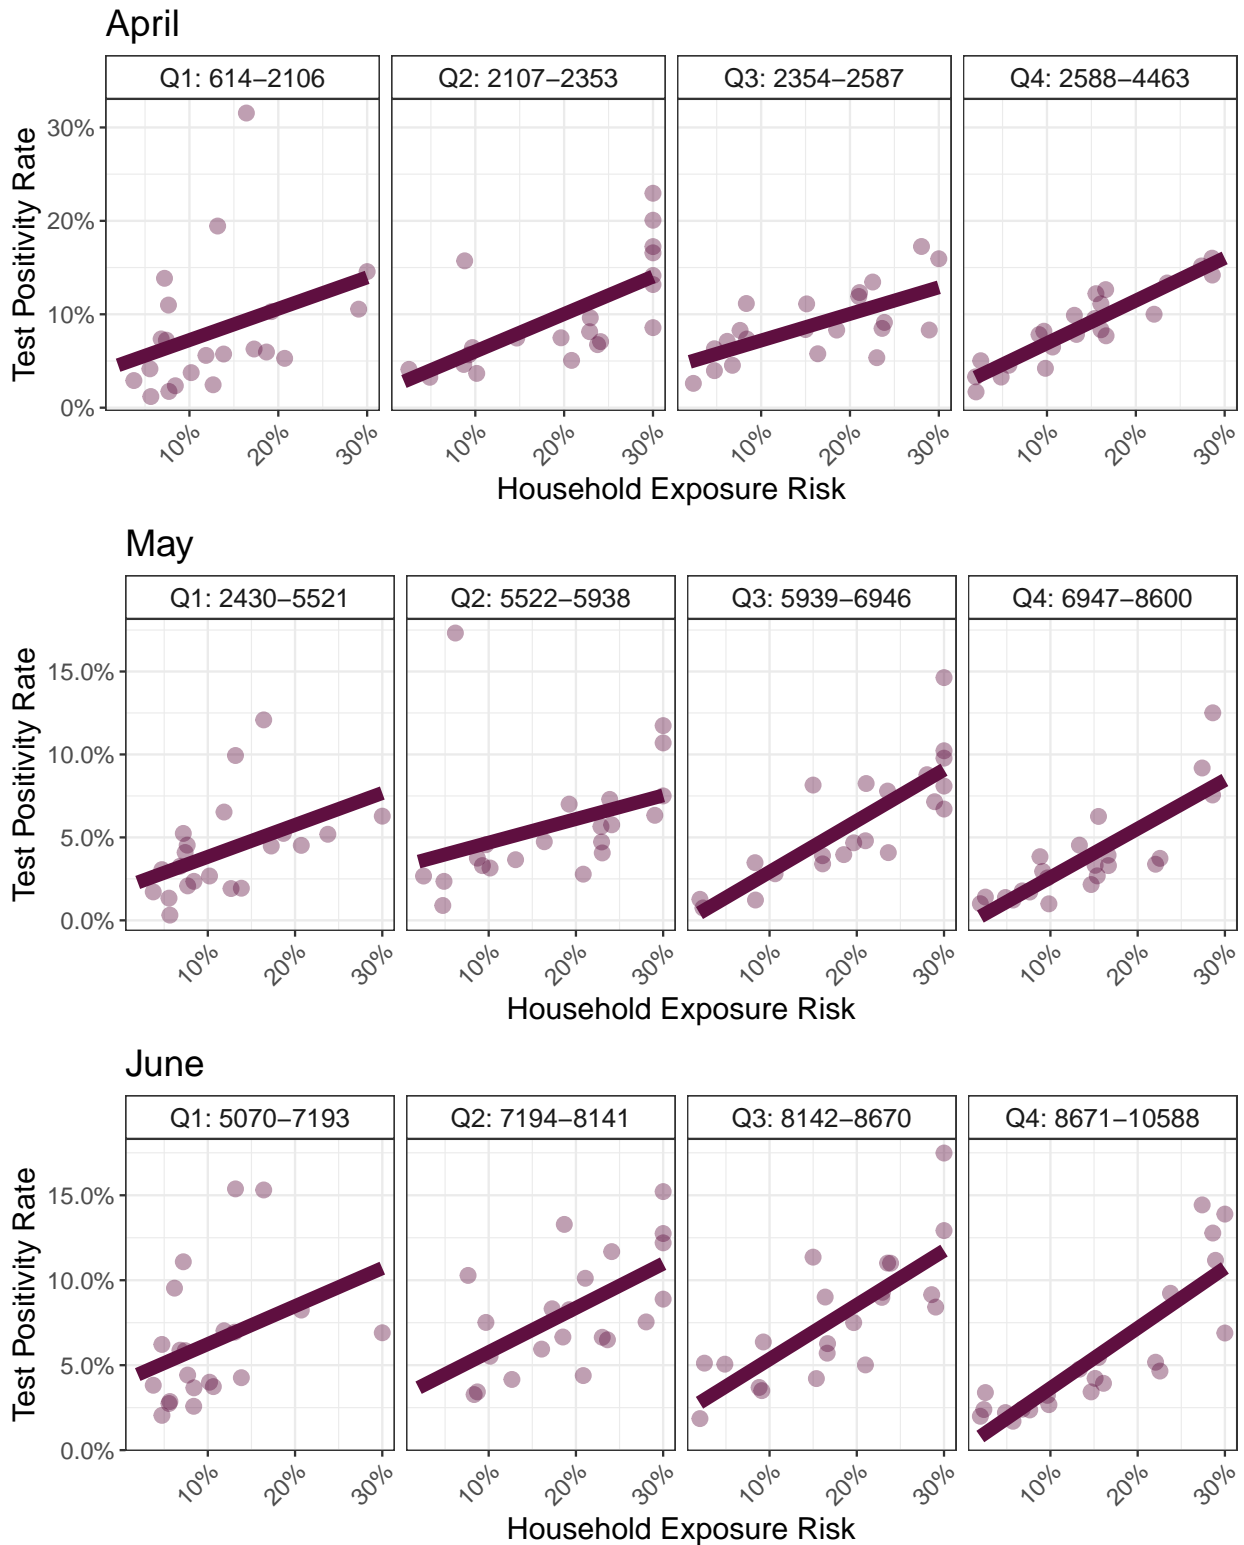 April
Q1: 614–2106 Q2: 2107–2353 Q3: 2354–2587 Q4: 2588–4463
Test Positivity Rate
30%
20%
10%
0%
10% 20% 30% 10% 20% 30% 10% 20% 30% 10% 20% 30%
Household Exposure Risk
May
Q1: 2430–5521 Q2: 5522–5938 Q3: 5939–6946 Q4: 6947–8600
Test Positivity Rate
15.0%
10.0%
5.0%
0.0%
10% 20% 30% 10% 20% 30% 10% 20% 30% 10% 20% 30%
Household Exposure Risk
June
Q1: 5070–7193 Q2: 7194–8141 Q3: 8142–8670 Q4: 8671–10588
Test Positivity Rate
15.0%
10.0%
5.0%
0.0%
10% 20% 30% 10% 20% 30% 10% 20% 30% 10% 20% 30%
Household Exposure Risk